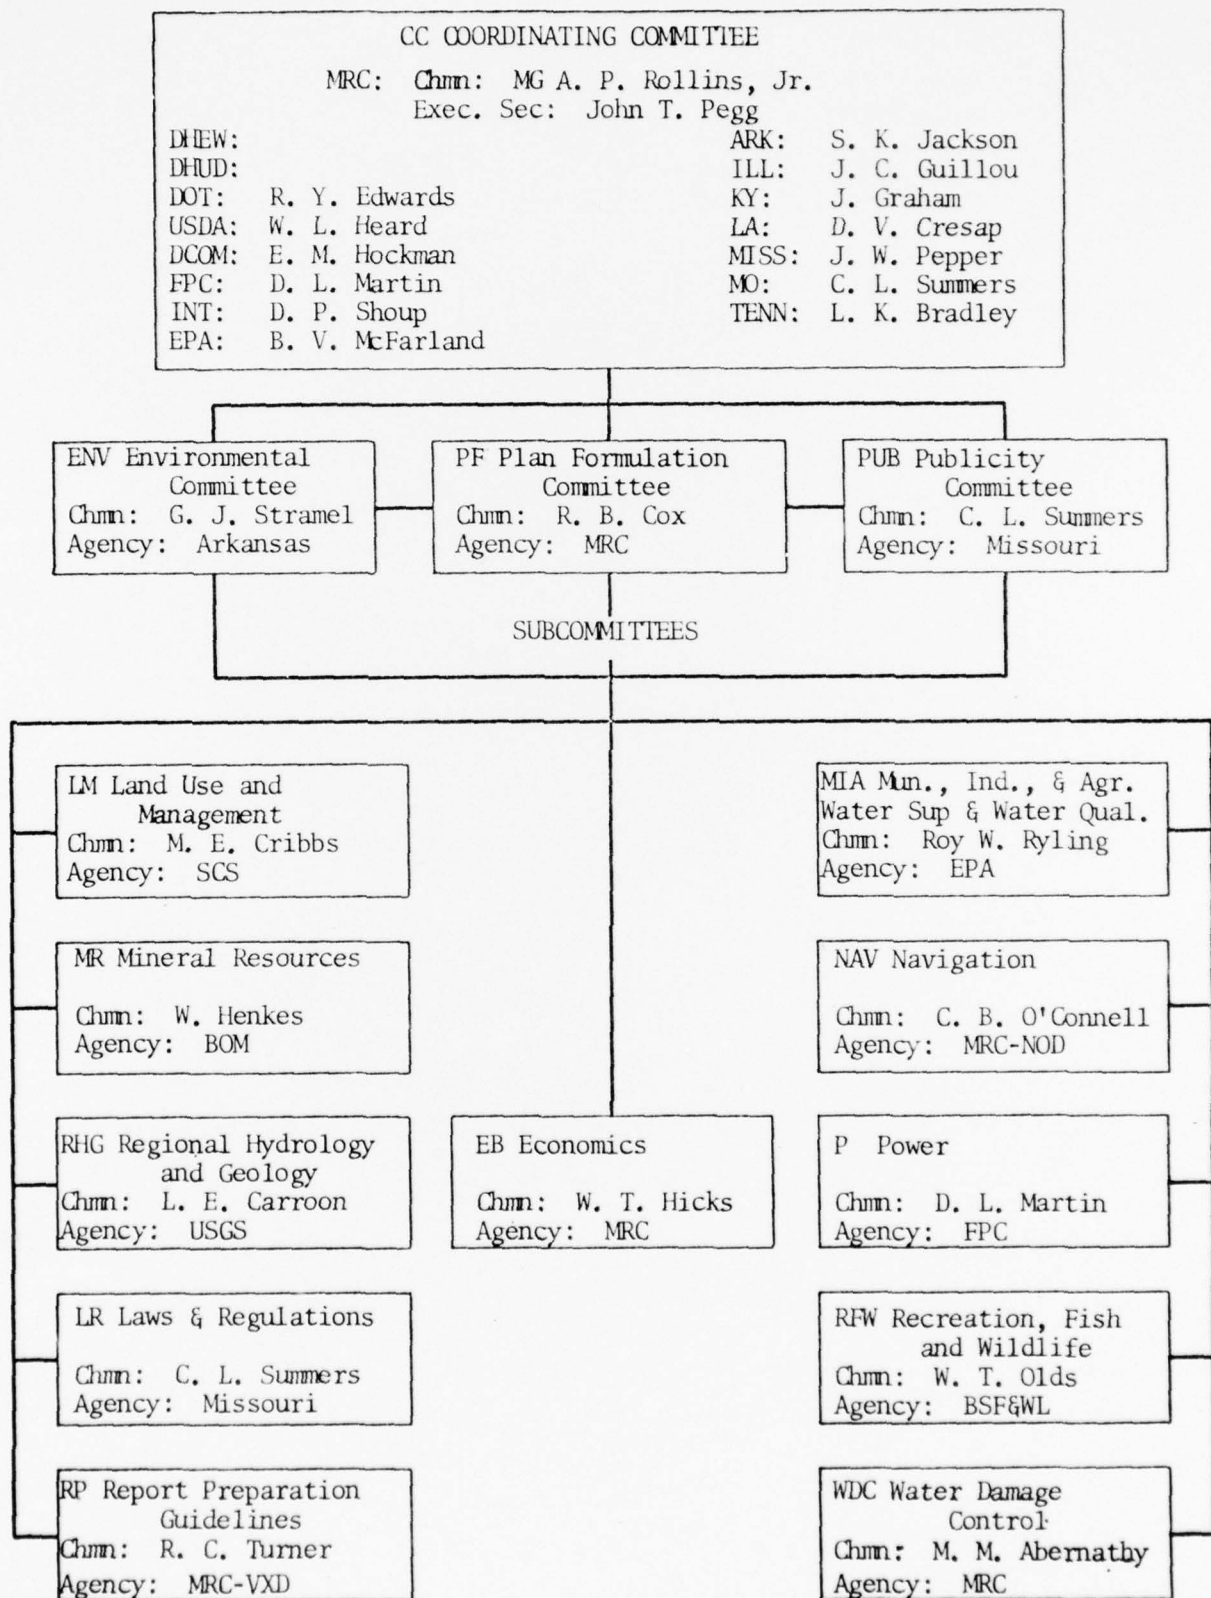 CC COORDINATING COMMITTEE
MRC: Chmn: MG A. P. Rollins, Jr.
Exec. Sec: John T. Pegg
DHEW:
DHUD:
DOT: R. Y. Edwards
USDA: W. L. Heard
DCOM: E. M. Hockman
FPC: D. L. Martin
INT: D. P. Shoup
EPA: B. V. McFarland
ARK: S. K. Jackson
ILL: J. C. Guillou
KY: J. Graham
LA: D. V. Cresap
MISS: J. W. Pepper
MO: C. L. Summers
TENN: L. K. Bradley
ENV Environmental
Committee
Chmn: G. J. Stramel
Agency: Arkansas
PF Plan Formulation
Committee
Chmn: R. B. Cox
Agency: MRC
PUB Publicity
Committee
Chmn: C. L. Summers
Agency: Missouri
SUBCOMMITTEES
LM Land Use and
Management
Chmn: M. E. Cribbs
Agency: SCS
MIA Mun., Ind., & Agr.
Water Sup & Water Qual.
Chmn: Roy W. Ryling
Agency: EPA
MR Mineral Resources
Chmn: W. Henkes
Agency: BOM
NAV Navigation
Chmn: C. B. O'Connell
Agency: MRC-NOD
RHG Regional Hydrology
and Geology
Chmn: L. E. Carroon
Agency: USGS
EB Economics
Chmn: W. T. Hicks
Agency: MRC
P Power
Chmn: D. L. Martin
Agency: FPC
LR Laws & Regulations
Chmn: C. L. Summers
Agency: Missouri
RFW Recreation, Fish
and Wildlife
Chmn: W. T. Olds
Agency: BSF&WL
RP Report Preparation
Guidelines
Chmn: R. C. Turner
Agency: MRC-VXD
WDC Water Damage
Control
Chmn: M. M. Abernathy
Agency: MRC